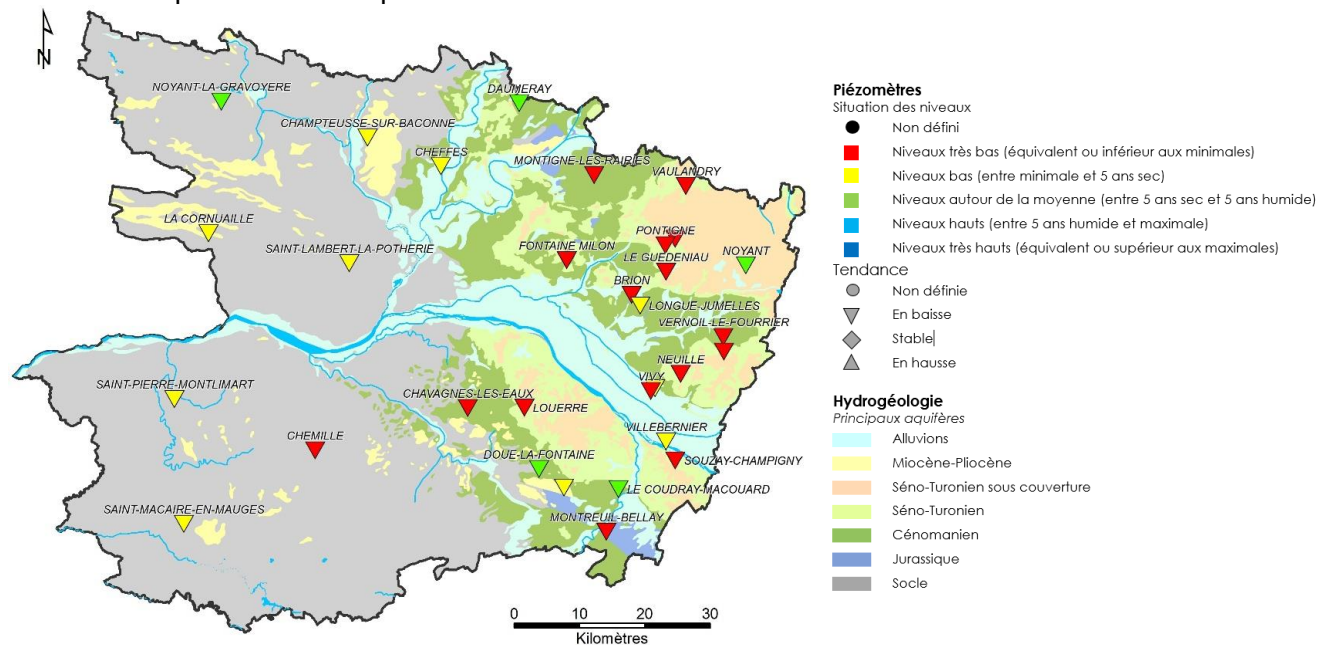 N
NOYANT-LA-GRAVOYERE
DAUMERAY
CHAMPTEUSSE-SUR-BACONNE
CHEFFES
MONTIGNE-LES-RAIRIES
VAULANDRY
LA CORNUAILLE
SAINT-LAMBERT-LA-POTHERIE
FONTAINE MILON
PONTIGNE
LE GUEDENIAU
NOYANT
BRION
LONGUE-JUMELLES
VERNOIL-LE-FOURRIER
NEUILLE
VIVY
SAINT-PIERRE-MONTLIMART
CHAVAGNES-LES-EAUX
LOUERRE
CHEMILLE
VILLEBERNIER
DOUE-LA-FONTAINE
SOUZAY-CHAMPIGNY
LE COUDRAY-MACOUARD
SAINT-MACAIRE-EN-MAUGES
MONTREUIL-BELLAY
0 10 20 30
Kilomètres
Piézomètres
Situation des niveaux
Non défini
Niveaux très bas (équivalent ou inférieur aux minimales)
Niveaux bas (entre minimale et 5 ans sec)
Niveaux autour de la moyenne (entre 5 ans sec et 5 ans humide)
Niveaux hauts (entre 5 ans humide et maximale)
Niveaux très hauts (équivalent ou supérieur aux maximales)
Tendance
Non définie
En baisse
Stable
En hausse
Hydrogéologie
Principaux aquifères
Alluvions
Miocène-Pliocène
Séno-Turonien sous couverture
Séno-Turonien
Cénomanien
Jurassique
Socle